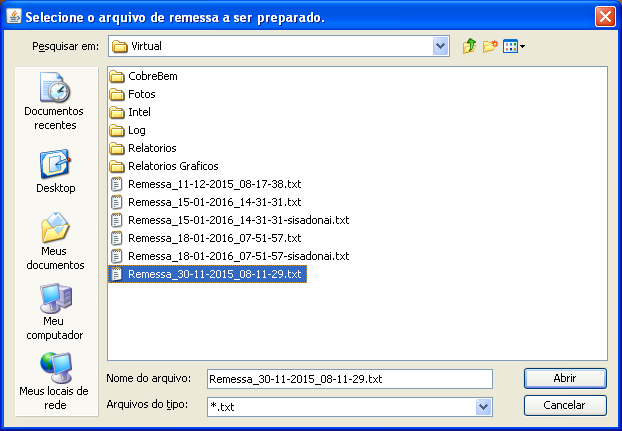 Selecione o arquivo de remessa a ser preparado.
Pesquisar em:
Virtual
Documentos
recentes
Desktop
Meus
documentos
Meu
computador
Meus locais de
rede
CobreBem
Fotos
Intel
Log
Relatorios
Relatorios Graficos
Remessa_11-12-2015_08-17-38.txt
Remessa_15-01-2016_14-31-31.txt
Remessa_15-01-2016_14-31-31-sisadonai.txt
Remessa_18-01-2016_07-51-57.txt
Remessa_18-01-2016_07-51-57-sisadonai.txt
Remessa_30-11-2015_08-11-29.txt
Nome do arquivo:
Remessa_30-11-2015_08-11-29.txt
Abrir
Arquivos do tipo:
*.txt
Cancelar